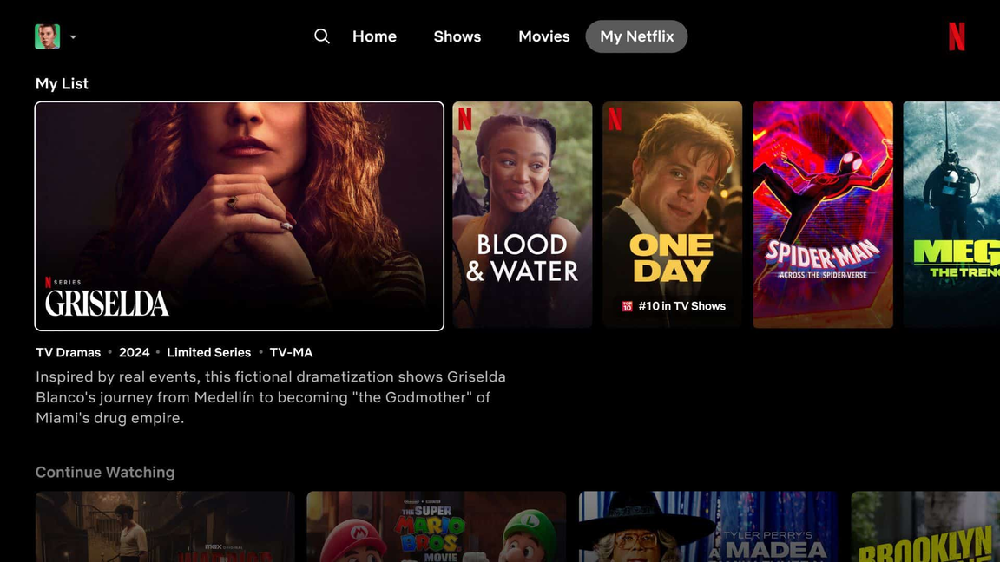 Home Shows Movies My Netflix
N
My List
N SERIES
GRISELDA
N
BLOOD
& WATER
N
ONE
DAY
TOP
10
#10 in TV Shows
SPIDER-MAN
ACROSS THE SPIDER-VERSE
MEG
THE TREN
TV Dramas • 2024 • Limited Series • TV-MA
Inspired by real events, this fictional dramatization shows Griselda
Blanco's journey from Medellín to becoming "the Godmother" of
Miami's drug empire.
Continue Watching
max ORIGINAL
THE SUPER
MARIO
BROS.
MOVIE
TYLER PERRY'S
A MADEA
BROOKLYN